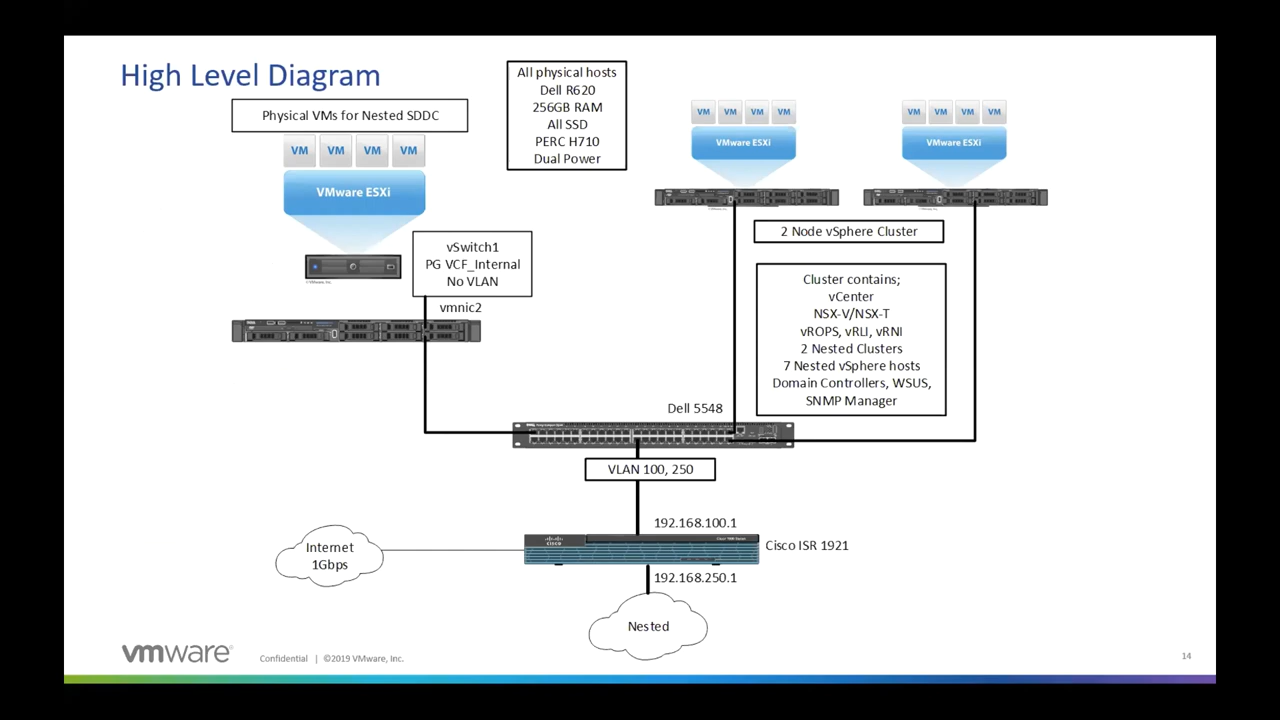 High Level Diagram
Physical VMs for Nested SDDC
VM VM VM VM
VMware ESXi
vSwitch1
PG VCF_Internal
No VLAN
vmnic2
All physical hosts
Dell R620
256GB RAM
All SSD
PERC H710
Dual Power
VM VM VM VM
VMware ESXi
VM VM VM VM
VMware ESXi
2 Node vSphere Cluster
Cluster contains;
vCenter
NSX-V/NSX-T
vROPS, vRLI, vRNI
2 Nested Clusters
7 Nested vSphere hosts
Domain Controllers, WSUS,
SNMP Manager
Dell 5548
VLAN 100, 250
192.168.100.1
Cisco ISR 1921
cisco
Internet
1Gbps
192.168.250.1
Nested
vmware®
Confidential | ©2019 VMware, Inc.
14